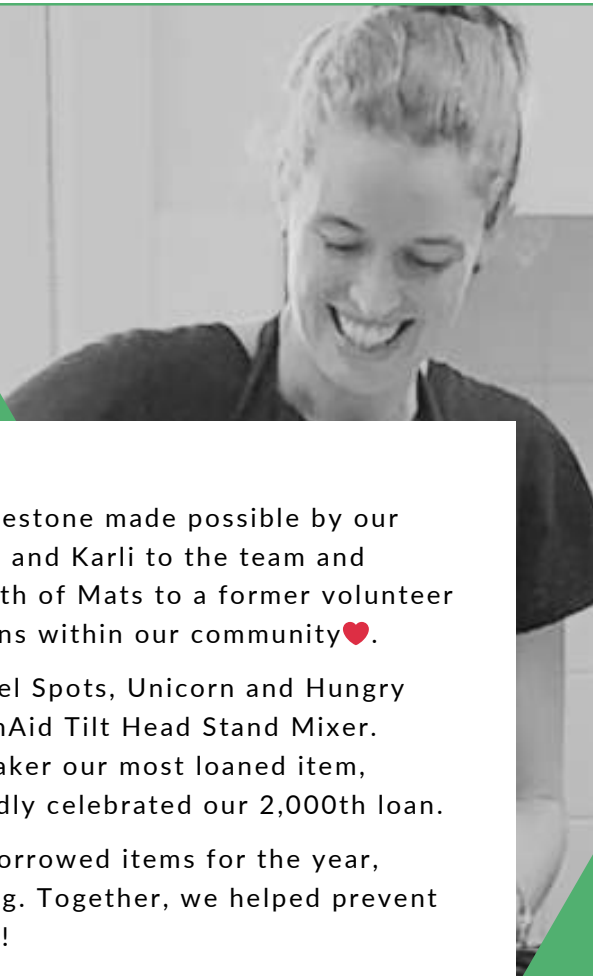 estone made possible by our
and Karli to the team and
th of Mats to a former volunteer
ns within our community❤.
el Spots, Unicorn and Hungry
nAid Tilt Head Stand Mixer.
aker our most loaned item,
dly celebrated our 2,000th loan.
orrowed items for the year,
g. Together, we helped prevent
!